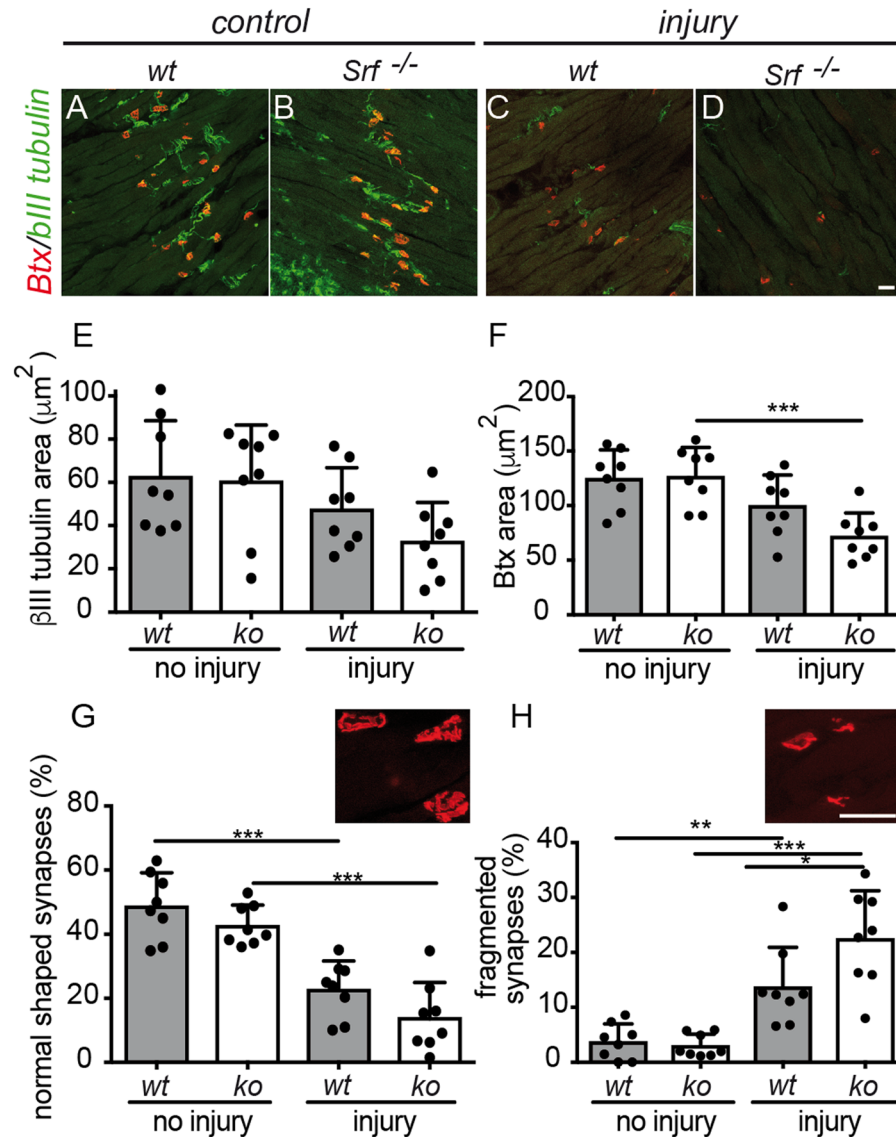 control injury
wt Srf -/- wt Srf -/-
Btx/bIII tubulin
A B C D
E
βIII tubulin area (μm2)
100
80
60
40
20
0
wt ko wt ko
no injury injury
F
Btx area (μm2)
200
150
100
50
0
***
wt ko wt ko
no injury injury
G
normal shaped synapses (%)
80
60
40
20
0
***
***
wt ko wt ko
no injury injury
H
fragmented
synapses (%)
40
30
20
10
0
**
***
*
wt ko wt ko
no injury injury